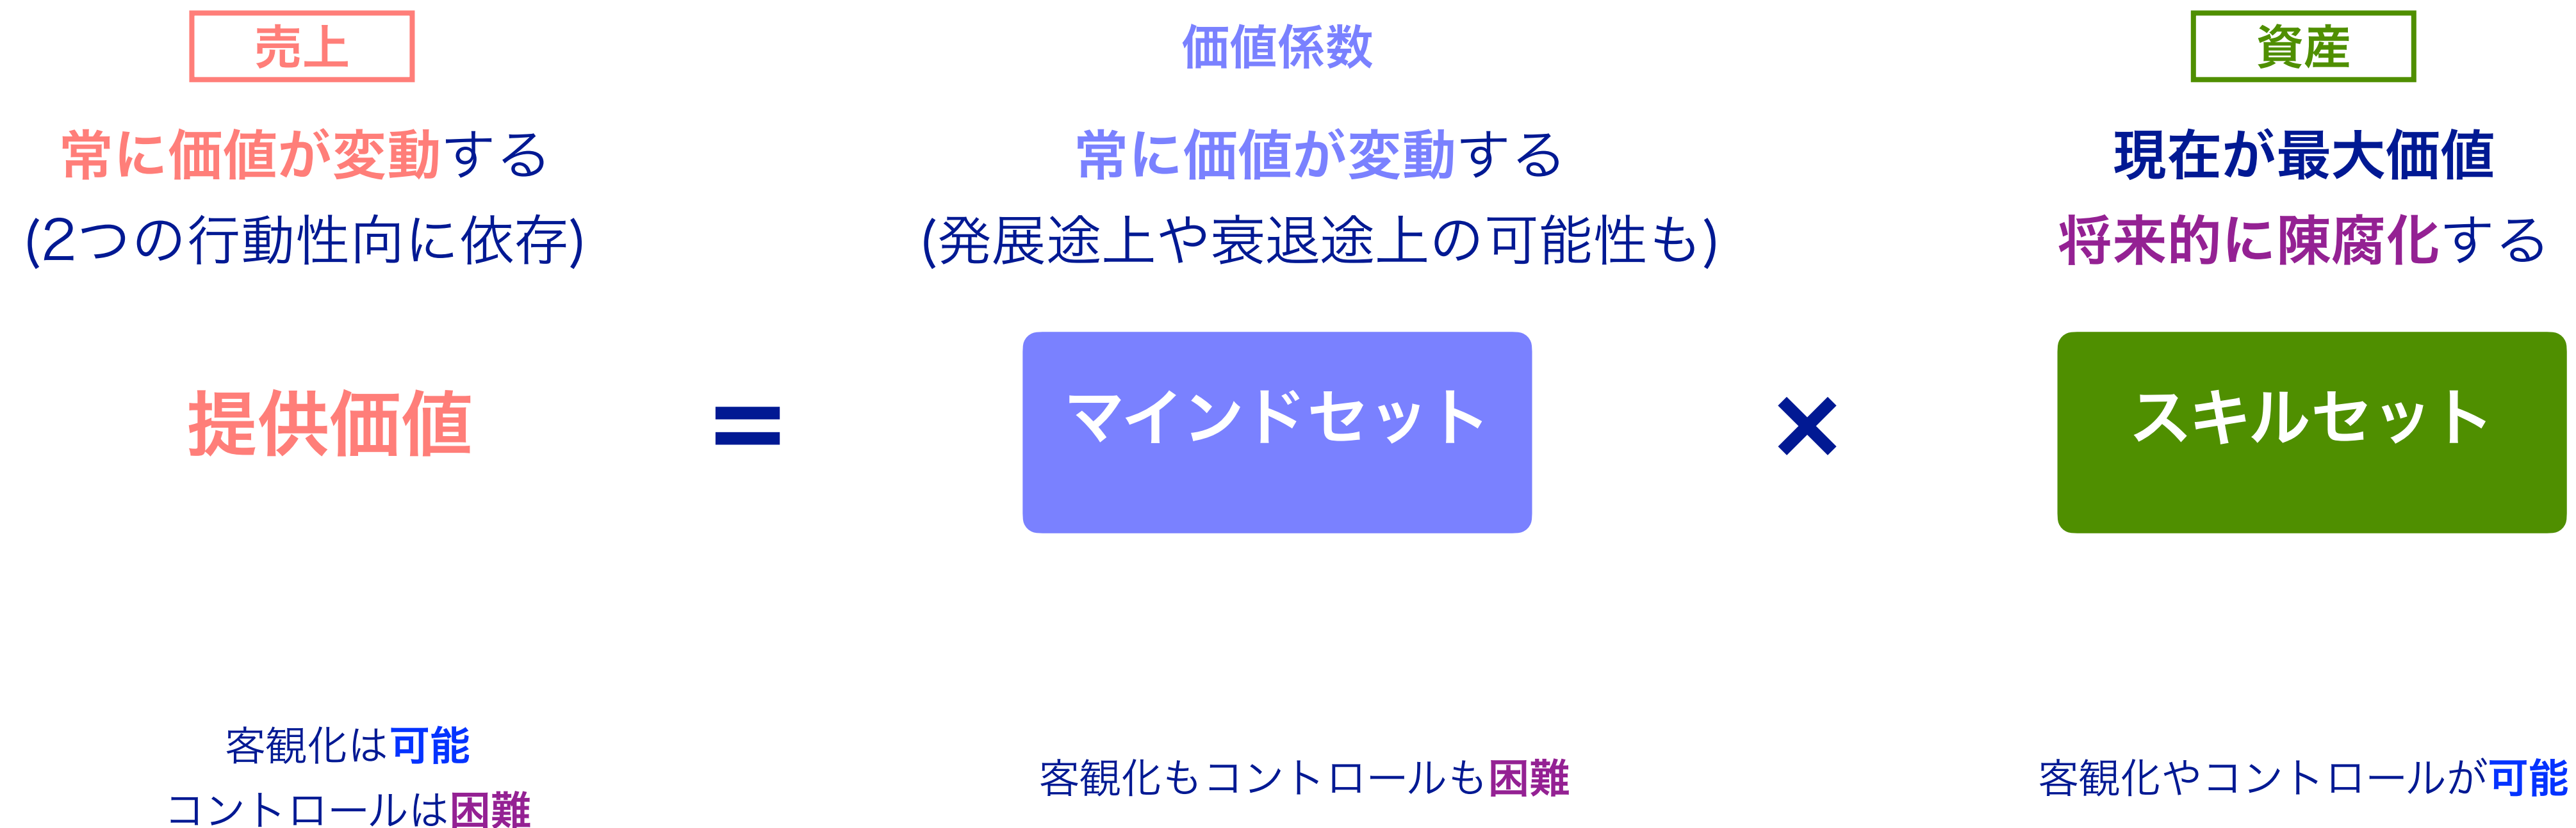 売上
常に価値が変動する
(2つの行動性向に依存)
提供価値
=
客観化は可能
コントロールは困難
価値係数
常に価値が変動する
(発展途上や衰退途上の可能性も)
マインドセット
客観化もコントロールも困難
×
資産
現在が最大価値
将来的に陳腐化する
スキルセット
客観化やコントロールが可能